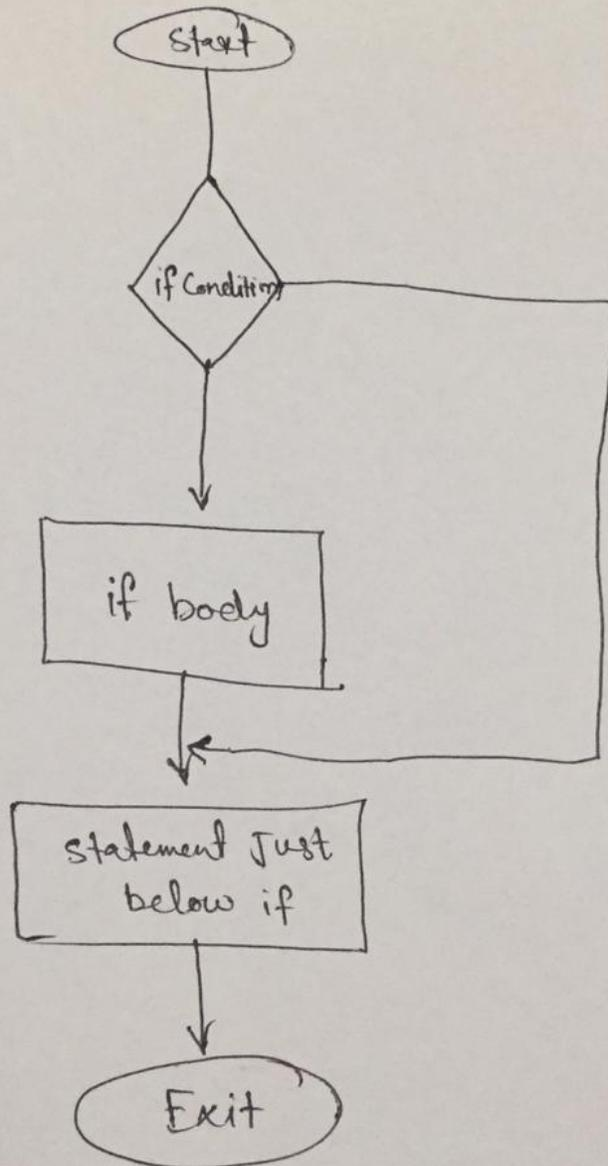 Start
if Condition
if body
statement Just
below if
Exit